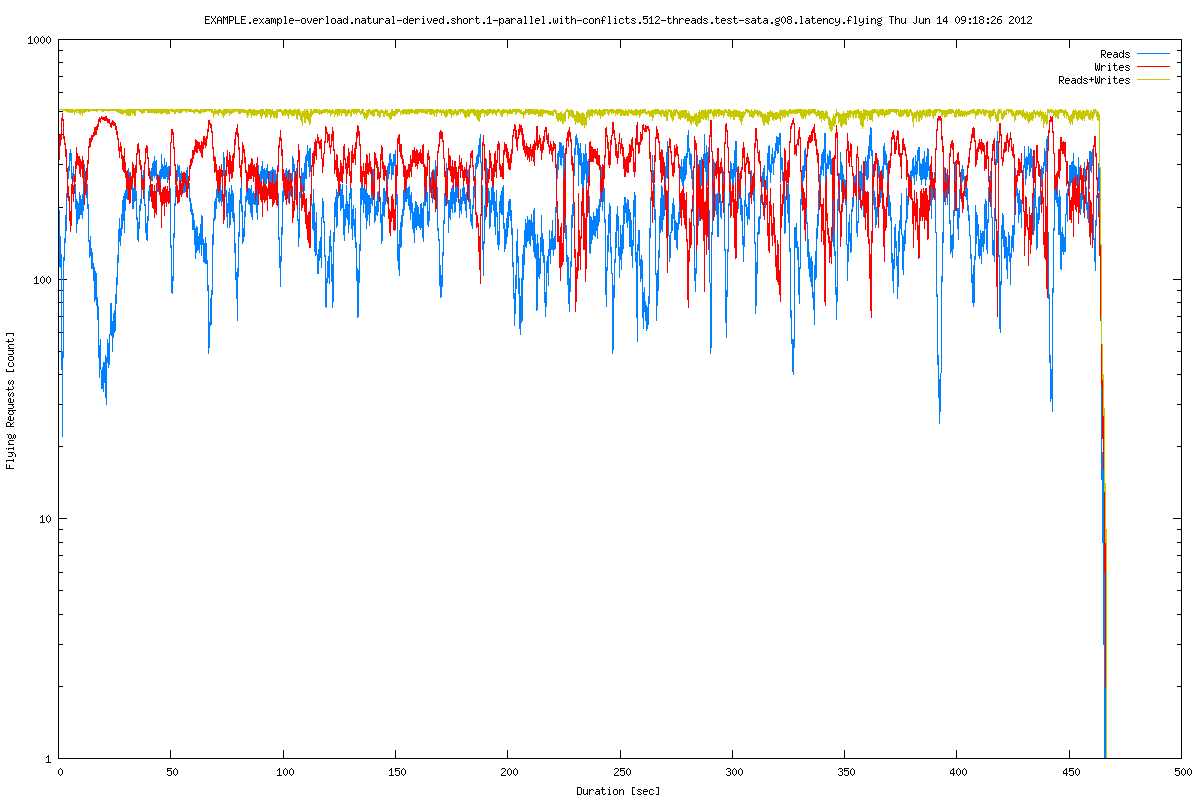 EXAMPLE.example-overload.natural-derived.short.1-parallel.with-conflicts.512-threads.test-sata.g08.latency.flying Thu Jun 14 09:18:26 2012
1000
Reads
Writes
Reads+Writes
100
Flying Requests [count]
10
1
0 50 100 150 200 250 300 350 400 450 500
Duration [sec]